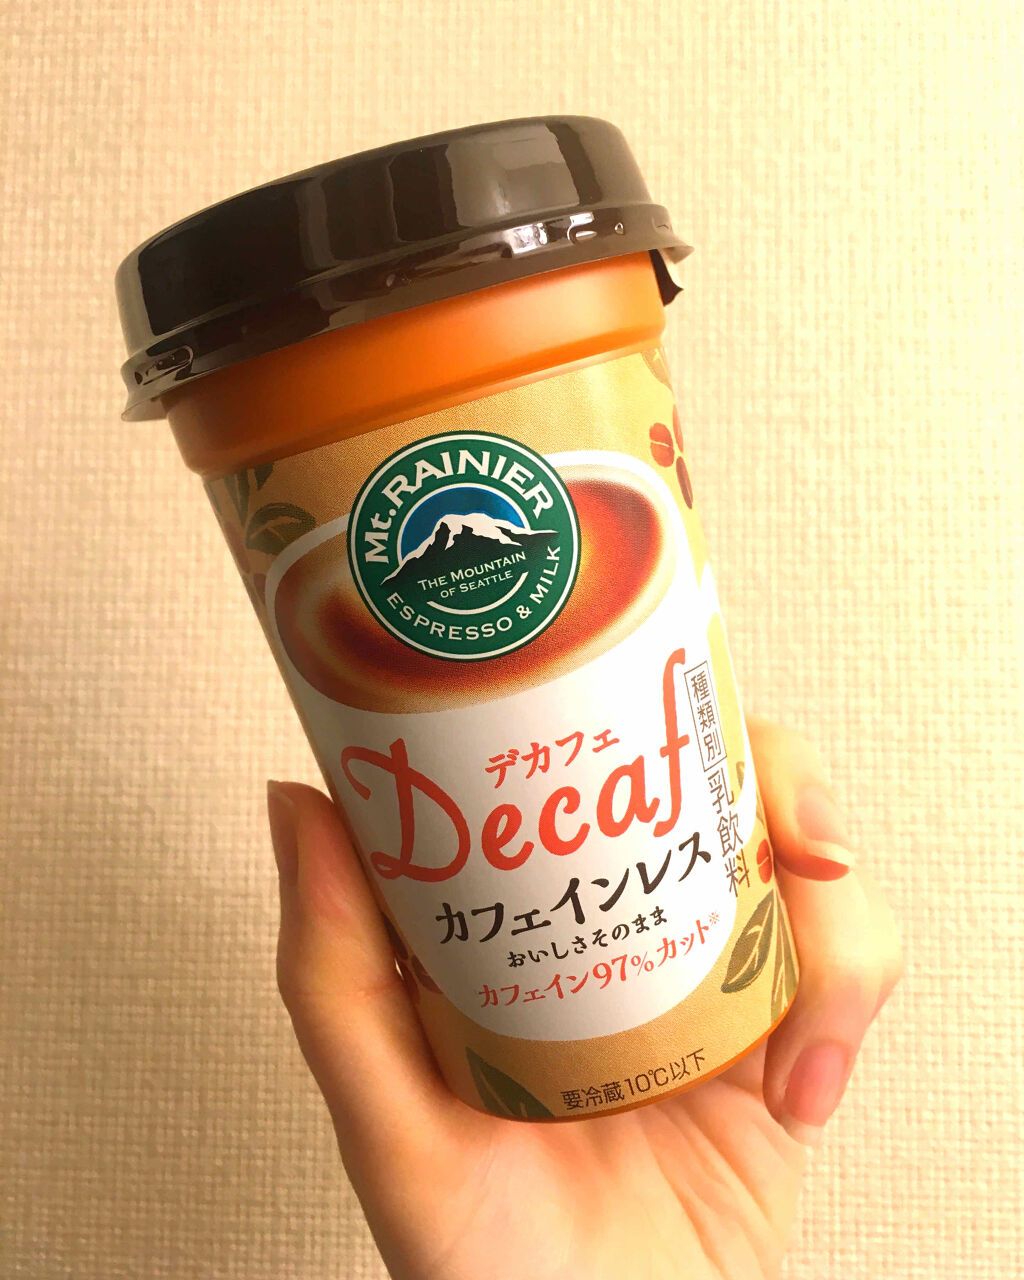 Mt. RAINIER
THE MOUNTAIN
OF SEATTLE
ESPRESSO & MILK
デカフェ
Decaf
種類別 乳飲料
カフェインレス
おいしさそのまま
カフェイン97%カット※
要冷蔵10℃以下